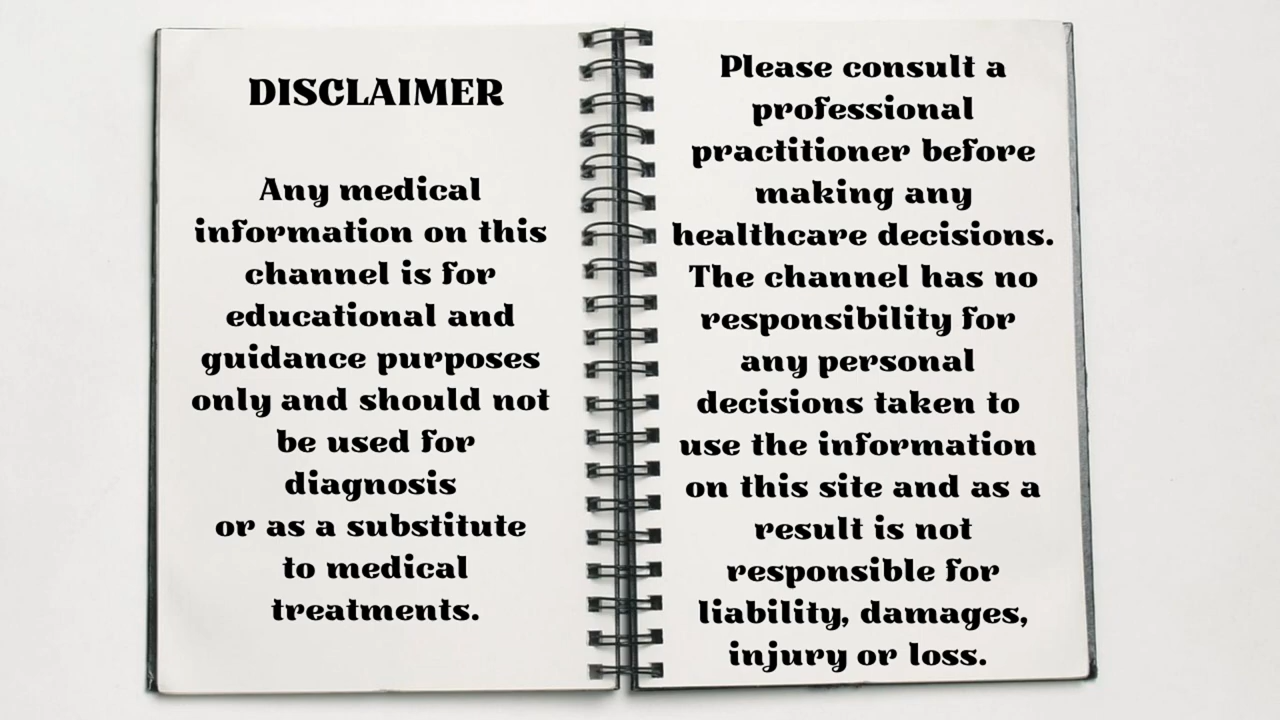 DISCLAIMER
Any medical
information on this
channel is for
educational and
guidance purposes
only and should not
be used for
diagnosis
or as a substitute
to medical
treatments.
Please consult a
professional
practitioner before
making any
healthcare decisions.
The channel has no
responsibility for
any personal
decisions taken to
use the information
on this site and as a
result is not
responsible for
liability, damages,
injury or loss.